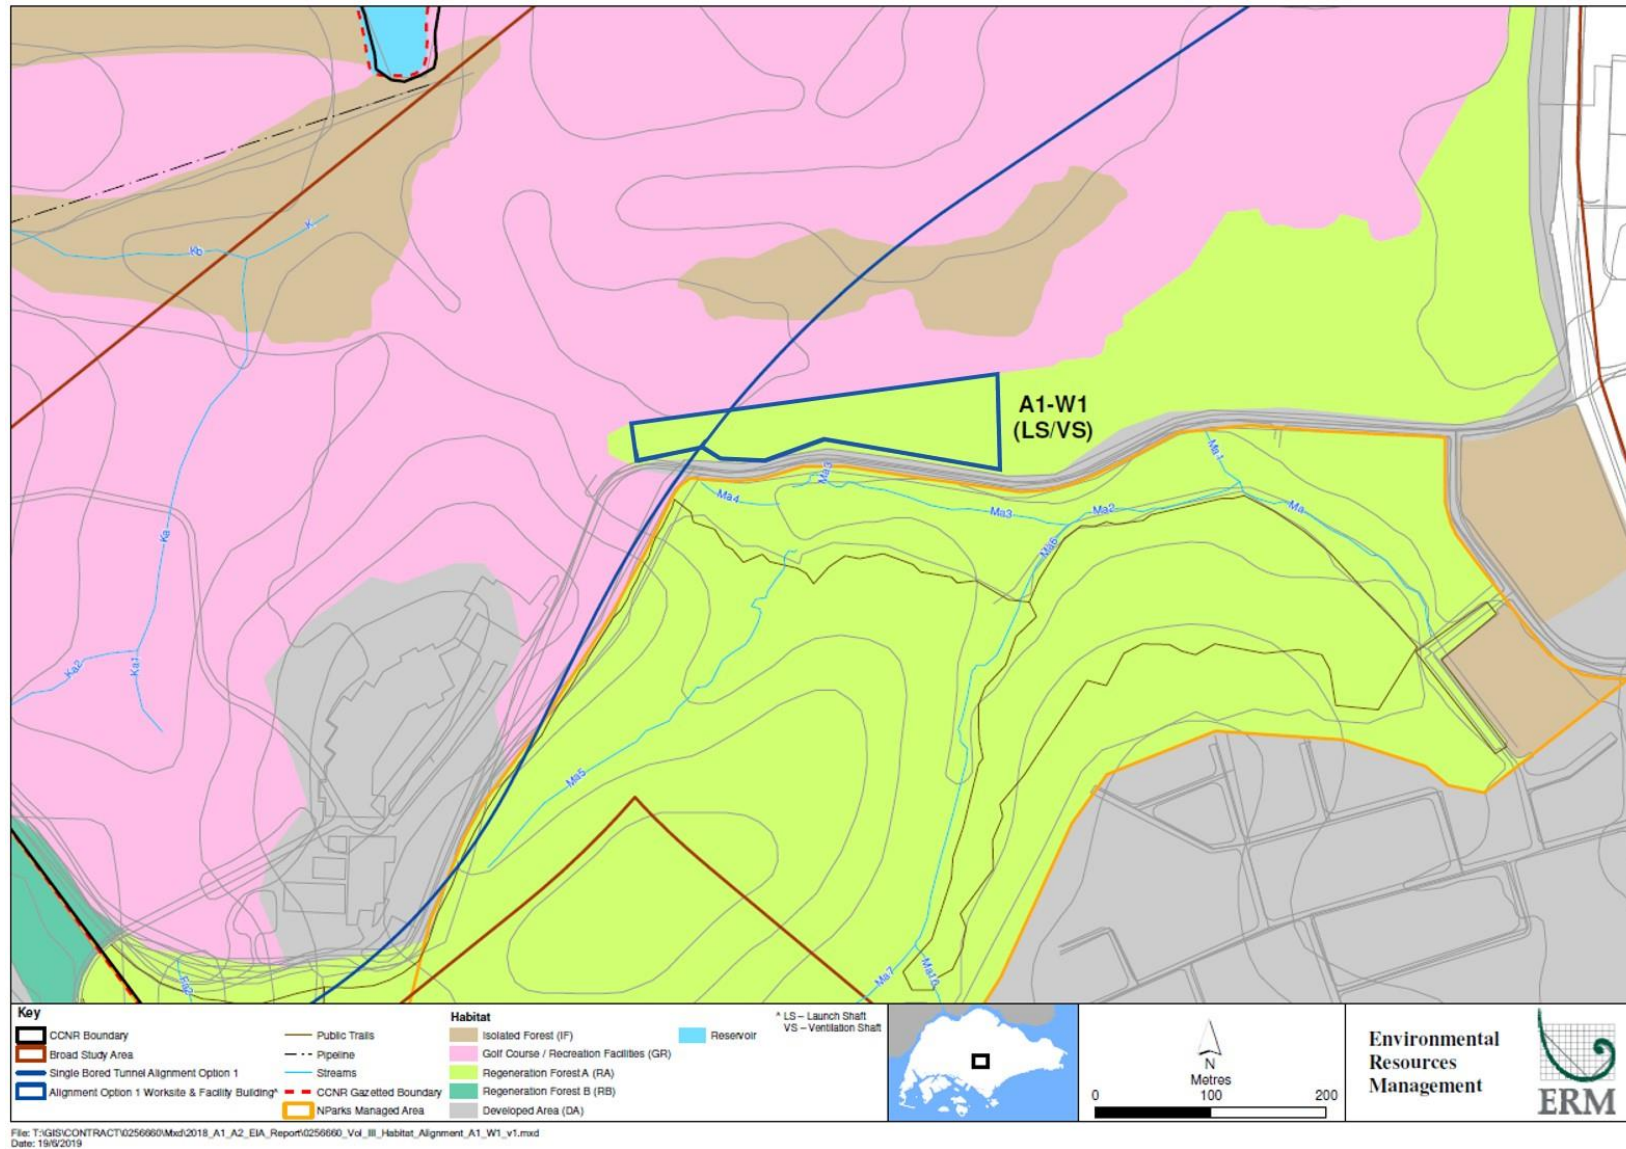 K
K6
A1-W1
(LS/VS)
Ma1
Ma3
Ma4
Ma3
Ma2
Ma
Ma6
Ka
Ka2
Ka1
Ma5
Ma7
Ma10
Fa2
Key
CCNR Boundary
Broad Study Area
Single Bored Tunnel Alignment Option 1
Alignment Option 1 Worksite & Facility Building^
Public Trails
Pipeline
Streams
CCNR Gazetted Boundary
NParks Managed Area
Habitat
Isolated Forest (IF)
Golf Course / Recreation Facilities (GR)
Regeneration Forest A (RA)
Regeneration Forest B (RB)
Developed Area (DA)
Reservoir
^ LS – Launch Shaft
VS – Ventilation Shaft
N
Metres
0 100 200
Environmental
Resources
Management
ERM
File: T:\GIS\CONTRACT\0256660\Mxd\2018_A1_A2_EIA_Report\0256660_Vol_III_Habitat_Alignment_A1_W1_v1.mxd
Date: 19/6/2019